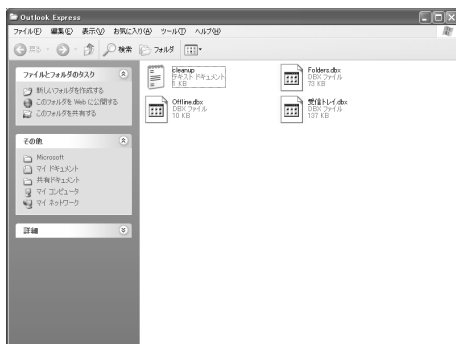 Outlook Express
ファイル(F) 編集(E) 表示(V) お気に入り(A) ツール(T) ヘルプ(H)
戻る 検索 フォルダ
ファイルとフォルダのタスク
新しいフォルダを作成する
このフォルダを Web に公開する
このフォルダを共有する
その他
Microsoft
マイ ドキュメント
共有ドキュメント
マイ コンピュータ
マイ ネットワーク
詳細
cleanup
テキスト ドキュメント
1 KB
Folders.dbx
DBX ファイル
73 KB
Offline.dbx
DBX ファイル
10 KB
受信トレイ.dbx
DBX ファイル
137 KB